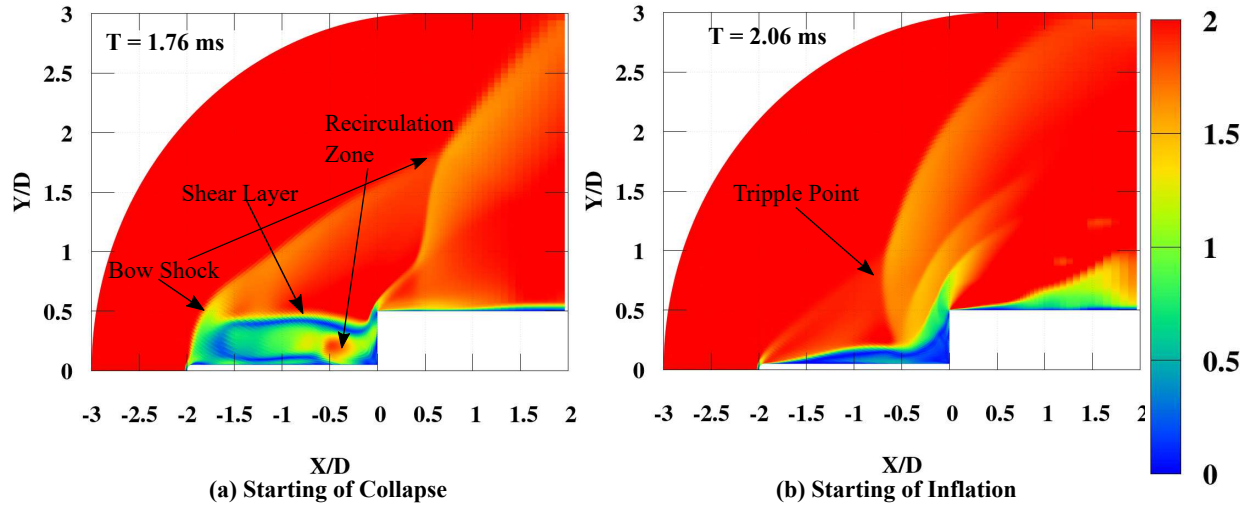 T = 1.76 ms
Recirculation
Zone
Shear Layer
Bow Shock
Y/D
3
2.5
2
1.5
1
0.5
0
-3 -2.5 -2 -1.5 -1 -0.5 0 0.5 1 1.5 2
X/D
(a) Starting of Collapse
T = 2.06 ms
Tripple Point
Y/D
3
2.5
2
1.5
1
0.5
0
-3 -2.5 -2 -1.5 -1 -0.5 0 0.5 1 1.5 2
X/D
(b) Starting of Inflation
2
1.5
1
0.5
0